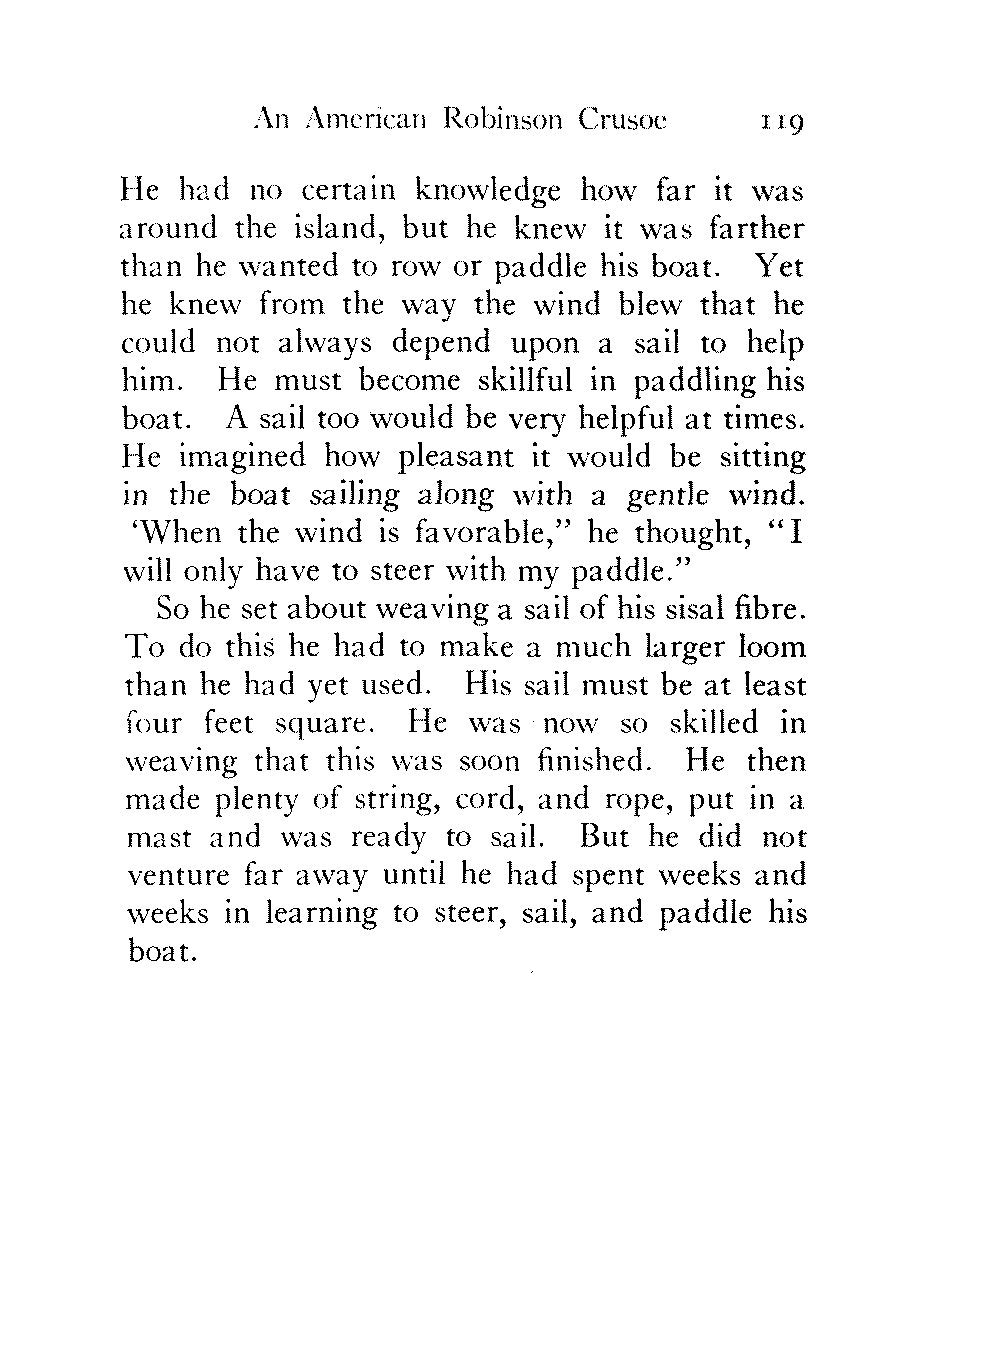 An American Robinson Crusoe 119
He had no certain knowledge how far it was
around the island, but he knew it was farther
than he wanted to row or paddle his boat. Yet
he knew from the way the wind blew that he
could not always depend upon a sail to help
him. He must become skillful in paddling his
boat. A sail too would be very helpful at times.
He imagined how pleasant it would be sitting
in the boat sailing along with a gentle wind.
‘When the wind is favorable,” he thought, “I
will only have to steer with my paddle.”
So he set about weaving a sail of his sisal fibre.
To do this he had to make a much larger loom
than he had yet used. His sail must be at least
four feet square. He was now so skilled in
weaving that this was soon finished. He then
made plenty of string, cord, and rope, put in a
mast and was ready to sail. But he did not
venture far away until he had spent weeks and
weeks in learning to steer, sail, and paddle his
boat.